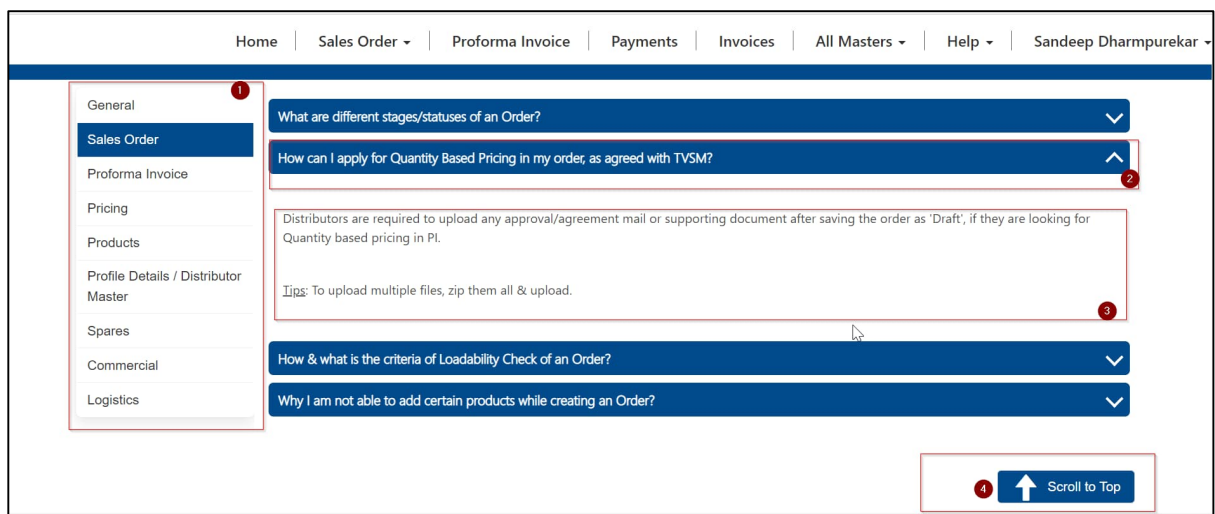 Home Sales Order Proforma Invoice Payments Invoices All Masters Help Sandeep Dharmpurekar
1
General
Sales Order
Proforma Invoice
Pricing
Products
Profile Details / Distributor
Master
Spares
Commercial
Logistics
What are different stages/statuses of an Order?
How can I apply for Quantity Based Pricing in my order, as agreed with TVSM?
2
Distributors are required to upload any approval/agreement mail or supporting document after saving the order as 'Draft', if they are looking for
Quantity based pricing in PI.
Tips: To upload multiple files, zip them all & upload.
3
How & what is the criteria of Loadability Check of an Order?
Why I am not able to add certain products while creating an Order?
4
Scroll to Top